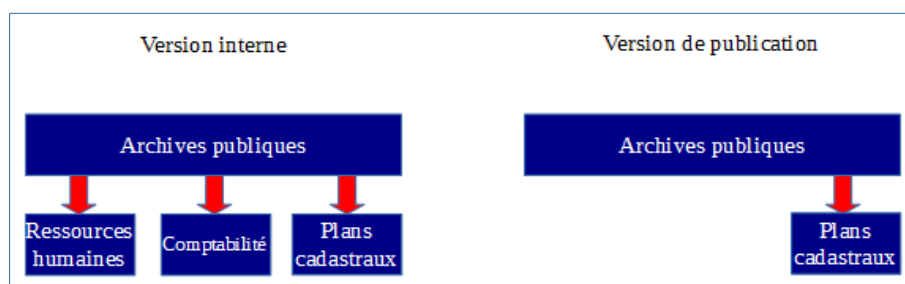 Version interne
Version de publication
Archives publiques
Archives publiques
Ressources
humaines
Comptabilité
Plans
cadastraux
Plans
cadastraux